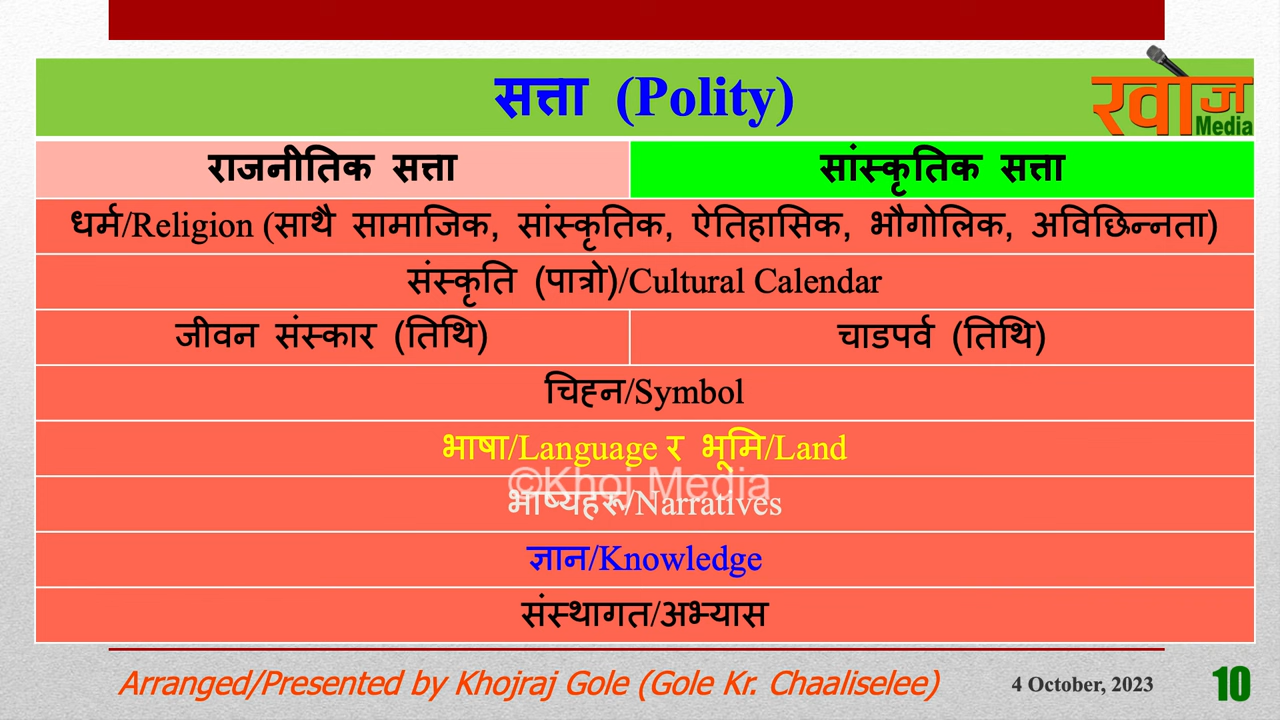 सत्ता (Polity)
खोज
Media
राजनीतिक सत्ता
सांस्कृतिक सत्ता
धर्म/Religion (साथै सामाजिक, सांस्कृतिक, ऐतिहासिक, भौगोलिक, अविछिन्नता)
संस्कृति (पात्रो)/Cultural Calendar
जीवन संस्कार (तिथि)
चाडपर्व (तिथि)
चिह्न/Symbol
भाषा/Language र भूमि/Land
©Khoj Media
भाष्यहरू/Narratives
ज्ञान/Knowledge
संस्थागत/अभ्यास
Arranged/Presented by Khojraj Gole (Gole Kr. Chaaliselee)
4 October, 2023
10